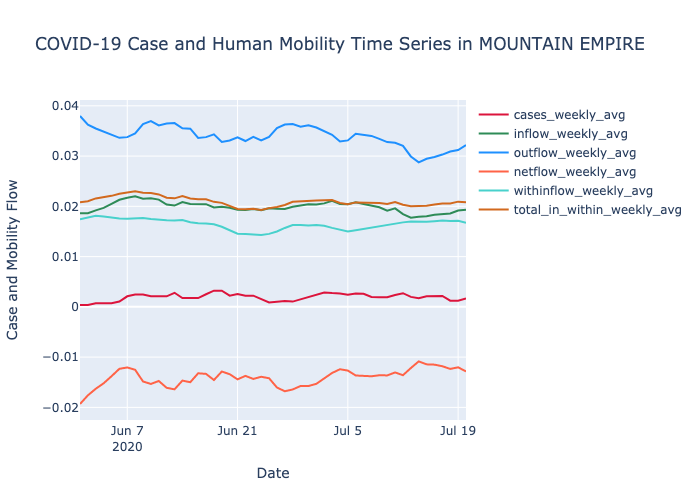 COVID-19 Case and Human Mobility Time Series in MOUNTAIN EMPIRE
cases_weekly_avg
inflow_weekly_avg
outflow_weekly_avg
netflow_weekly_avg
withinflow_weekly_avg
total_in_within_weekly_avg
Case and Mobility Flow
0.04
0.03
0.02
0.01
0
−0.01
−0.02
Jun 7
2020
Jun 21
Jul 5
Jul 19
Date